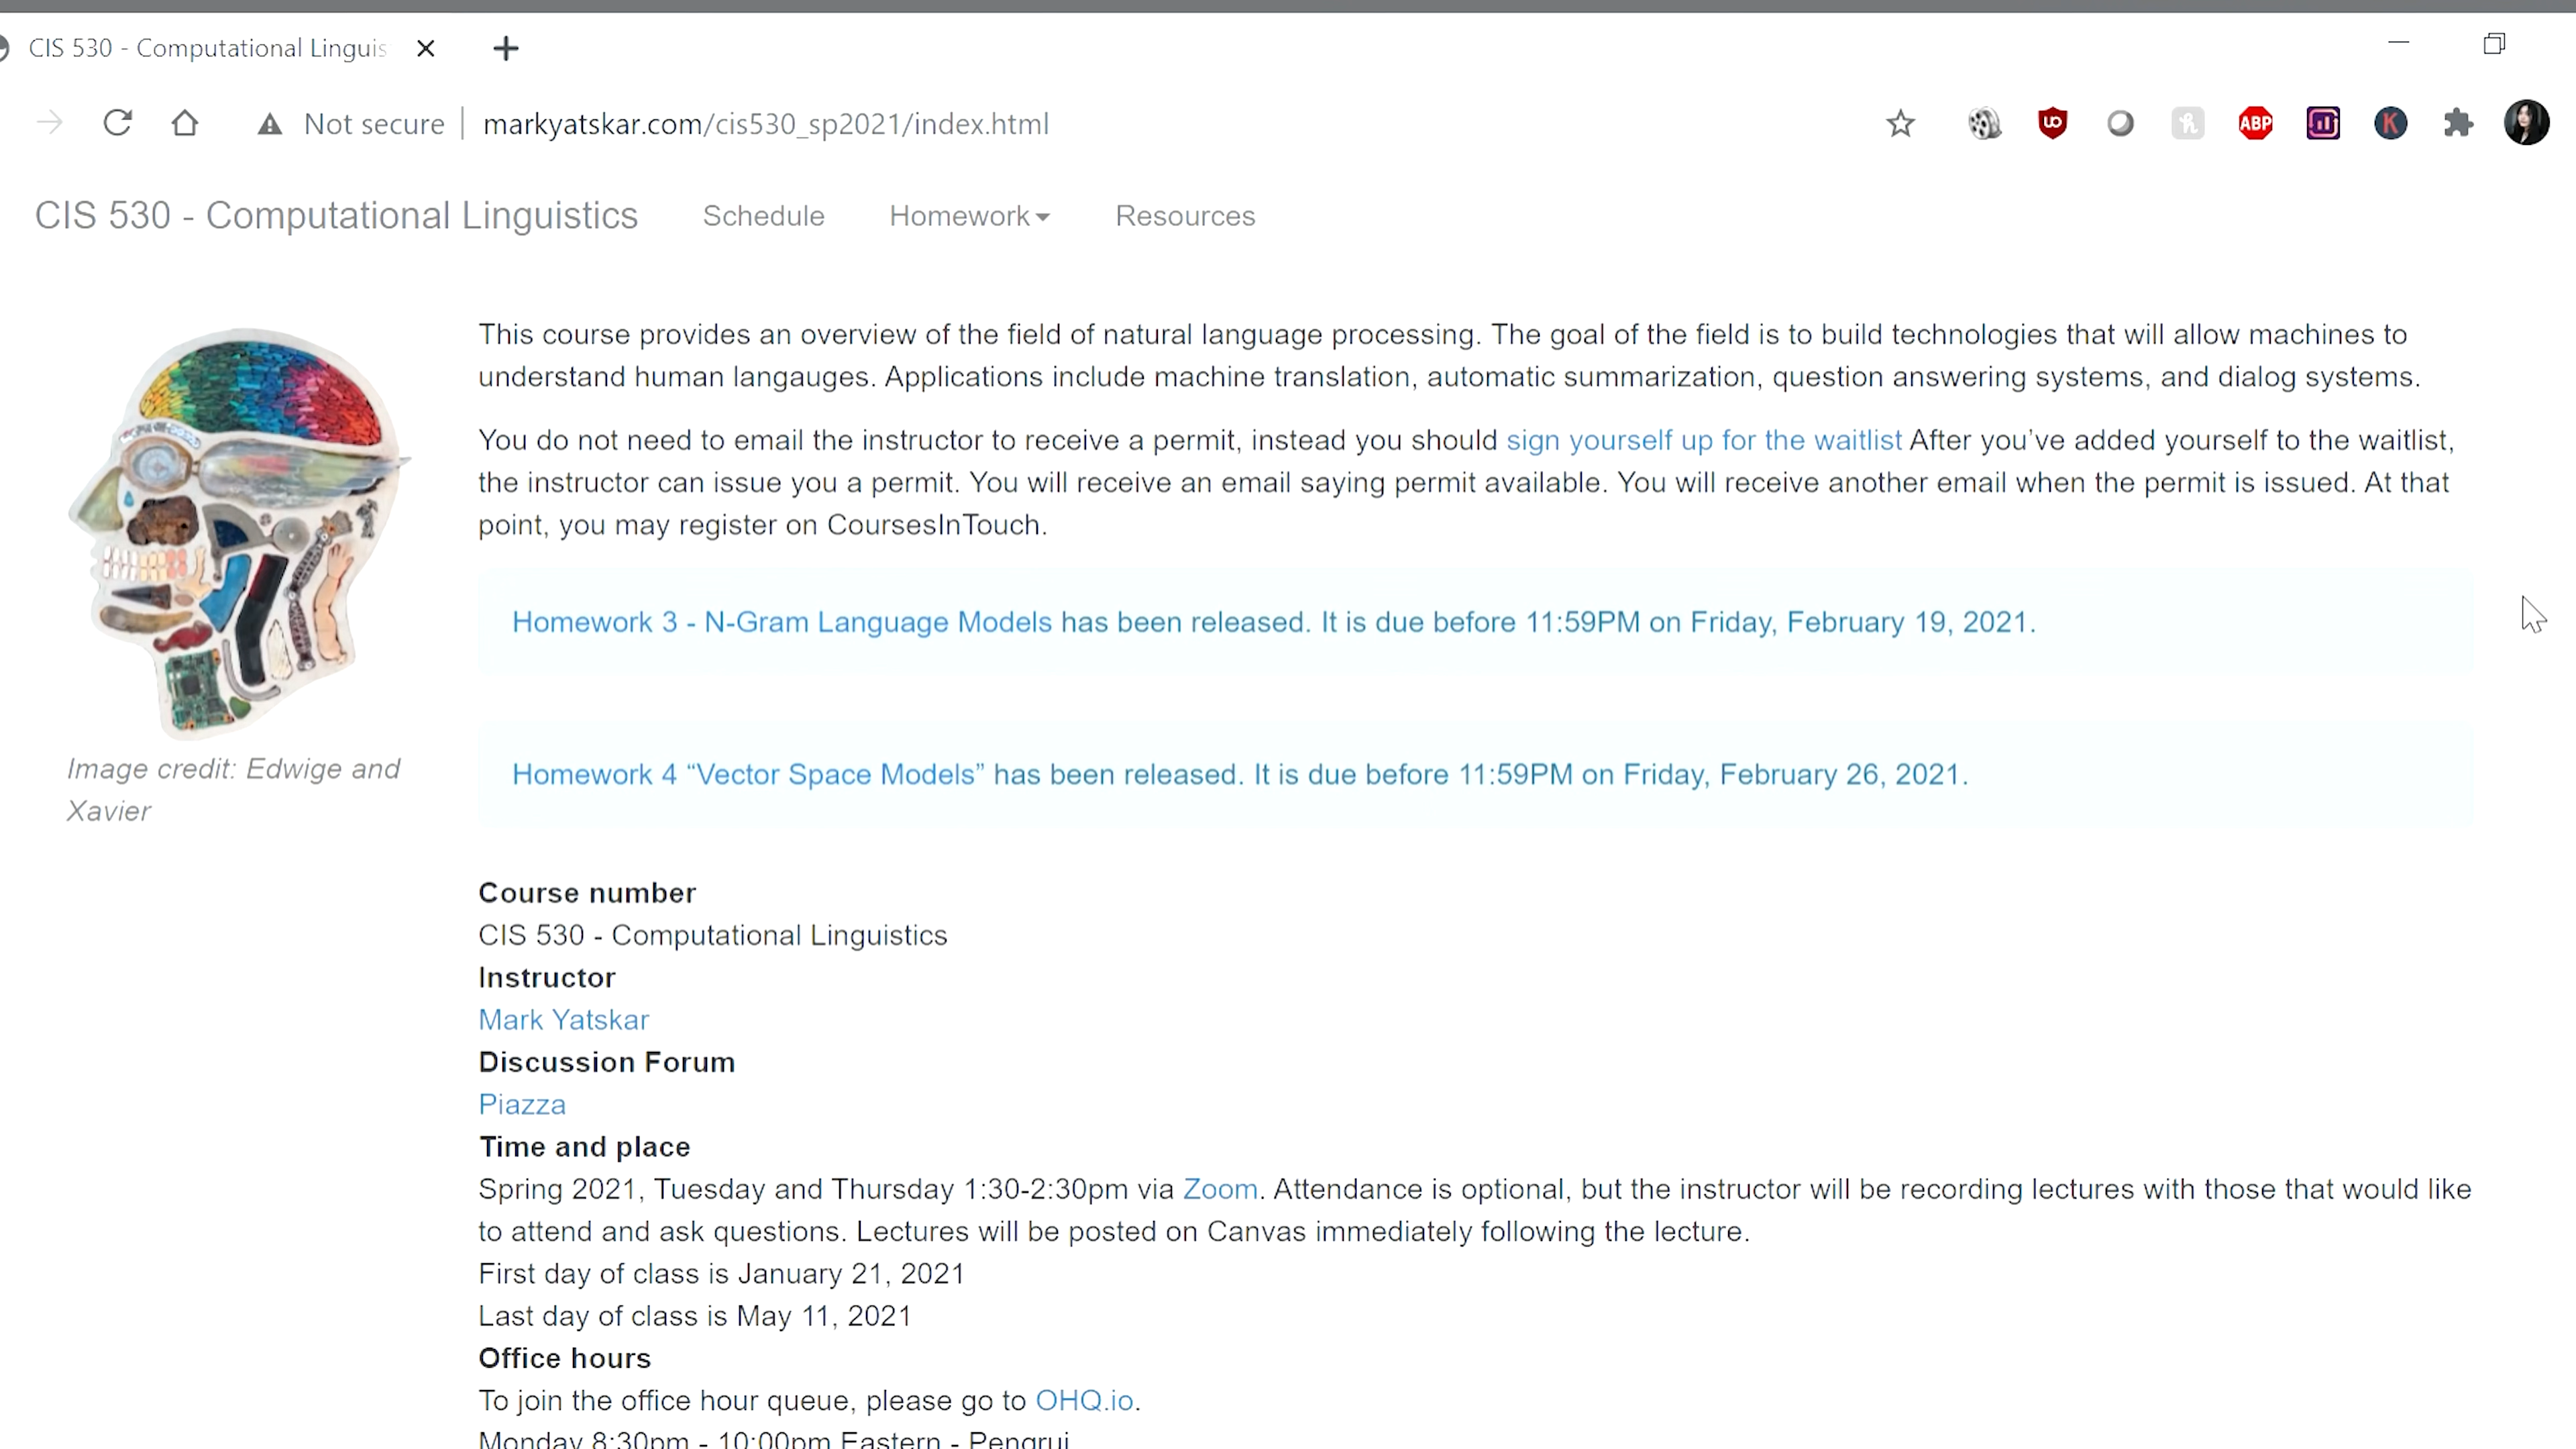 CIS 530 - Computational Linguis
Not secure
markyatskar.com/cis530_sp2021/index.html
UO
ABP
K
CIS 530 - Computational Linguistics
Schedule
Homework
Resources
This course provides an overview of the field of natural language processing. The goal of the field is to build technologies that will allow machines to
understand human langauges. Applications include machine translation, automatic summarization, question answering systems, and dialog systems.
You do not need to email the instructor to receive a permit, instead you should sign yourself up for the waitlist After you've added yourself to the waitlist,
the instructor can issue you a permit. You will receive an email saying permit available. You will receive another email when the permit is issued. At that
point, you may register on CoursesInTouch.
Homework 3 - N-Gram Language Models has been released. It is due before 11:59PM on Friday, February 19, 2021.
Homework 4 “Vector Space Models” has been released. It is due before 11:59PM on Friday, February 26, 2021.
Image credit: Edwige and
Xavier
Course number
CIS 530 - Computational Linguistics
Instructor
Mark Yatskar
Discussion Forum
Piazza
Time and place
Spring 2021, Tuesday and Thursday 1:30-2:30pm via Zoom. Attendance is optional, but the instructor will be recording lectures with those that would like
to attend and ask questions. Lectures will be posted on Canvas immediately following the lecture.
First day of class is January 21, 2021
Last day of class is May 11, 2021
Office hours
To join the office hour queue, please go to OHQ.io.
Monday 8:30pm - 10:00pm Eastern - Pengrui